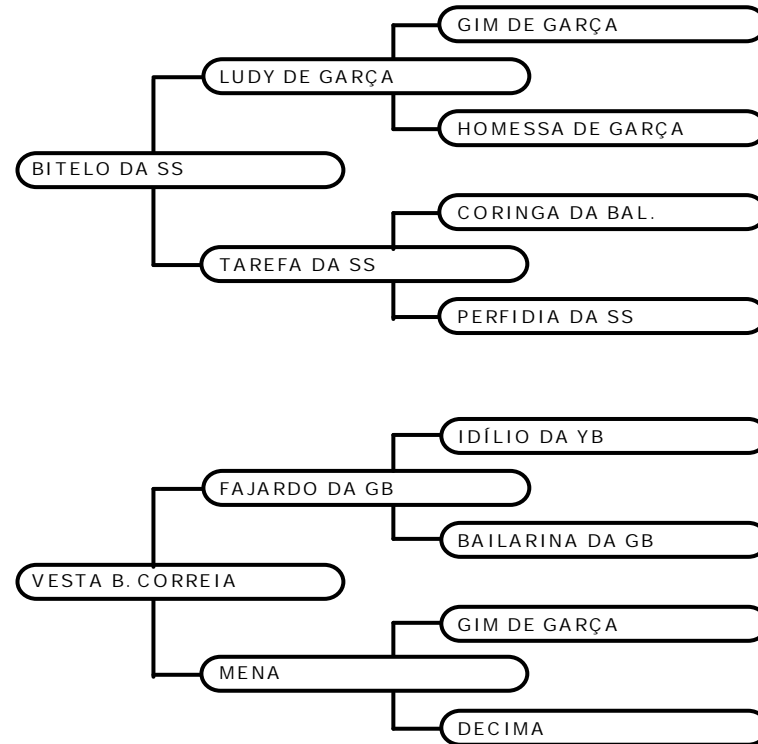 GIM DE GARÇA
LUDY DE GARÇA
HOMESSA DE GARÇA
BITELO DA SS
CORINGA DA BAL.
TAREFA DA SS
PERFIDIA DA SS
IDÍLIO DA YB
FAJARDO DA GB
BAILARINA DA GB
VESTA B. CORREIA
GIM DE GARÇA
MENA
DECIMA